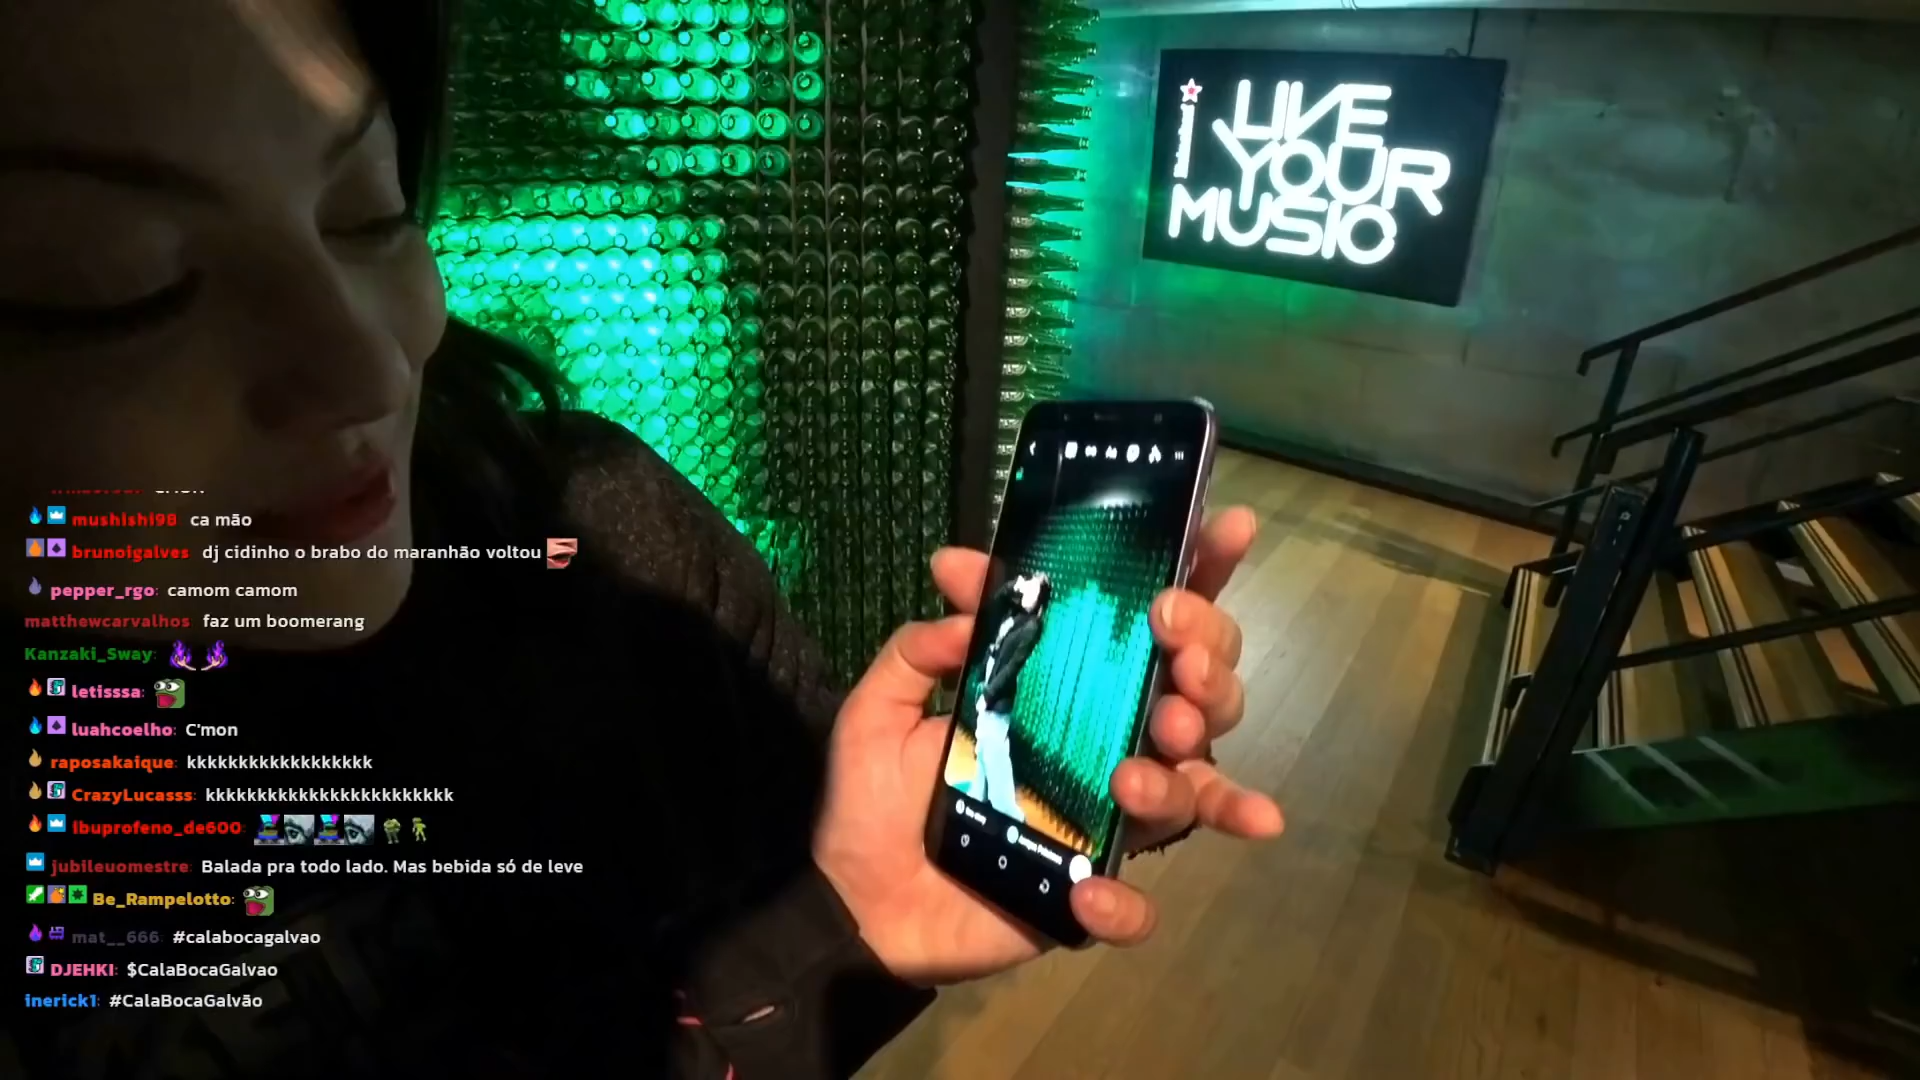 LIVE
YOUR
MUSIC
mushishi98 ca mão
brunoigalves dj cidinho o brabo do maranhão voltou
pepper_rgo: camom camom
matthewcarvalhos faz um boomerang
Kanzaki_Sway:
letisssa:
luahcoelho: C'mon
raposakaique: kkkkkkkkkkkkkkkkkk
CrazyLucasss: kkkkkkkkkkkkkkkkkkkkkkkk
ibuprofeno_de600:
jubileuomestre: Balada pra todo lado. Mas bebida só de leve
Be_Rampelotto:
mat__666: #calabocagalvao
DJEHKI: $CalaBocaGalvao
inerick1: #CalaBocaGalvão